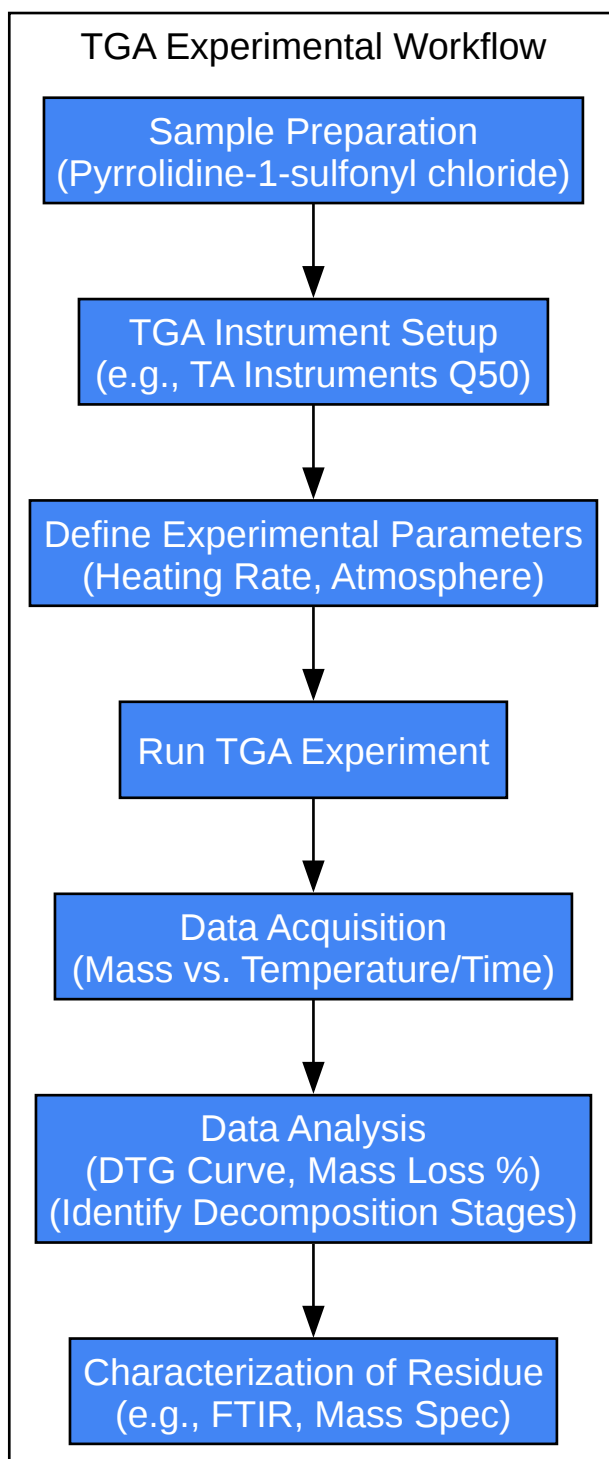 TGA Experimental Workflow
Sample Preparation
(Pyrrolidine-1-sulfonyl chloride)
TGA Instrument Setup
(e.g., TA Instruments Q50)
Define Experimental Parameters
(Heating Rate, Atmosphere)
Run TGA Experiment
Data Acquisition
(Mass vs. Temperature/Time)
Data Analysis
(DTG Curve, Mass Loss %)
(Identify Decomposition Stages)
Characterization of Residue
(e.g., FTIR, Mass Spec)